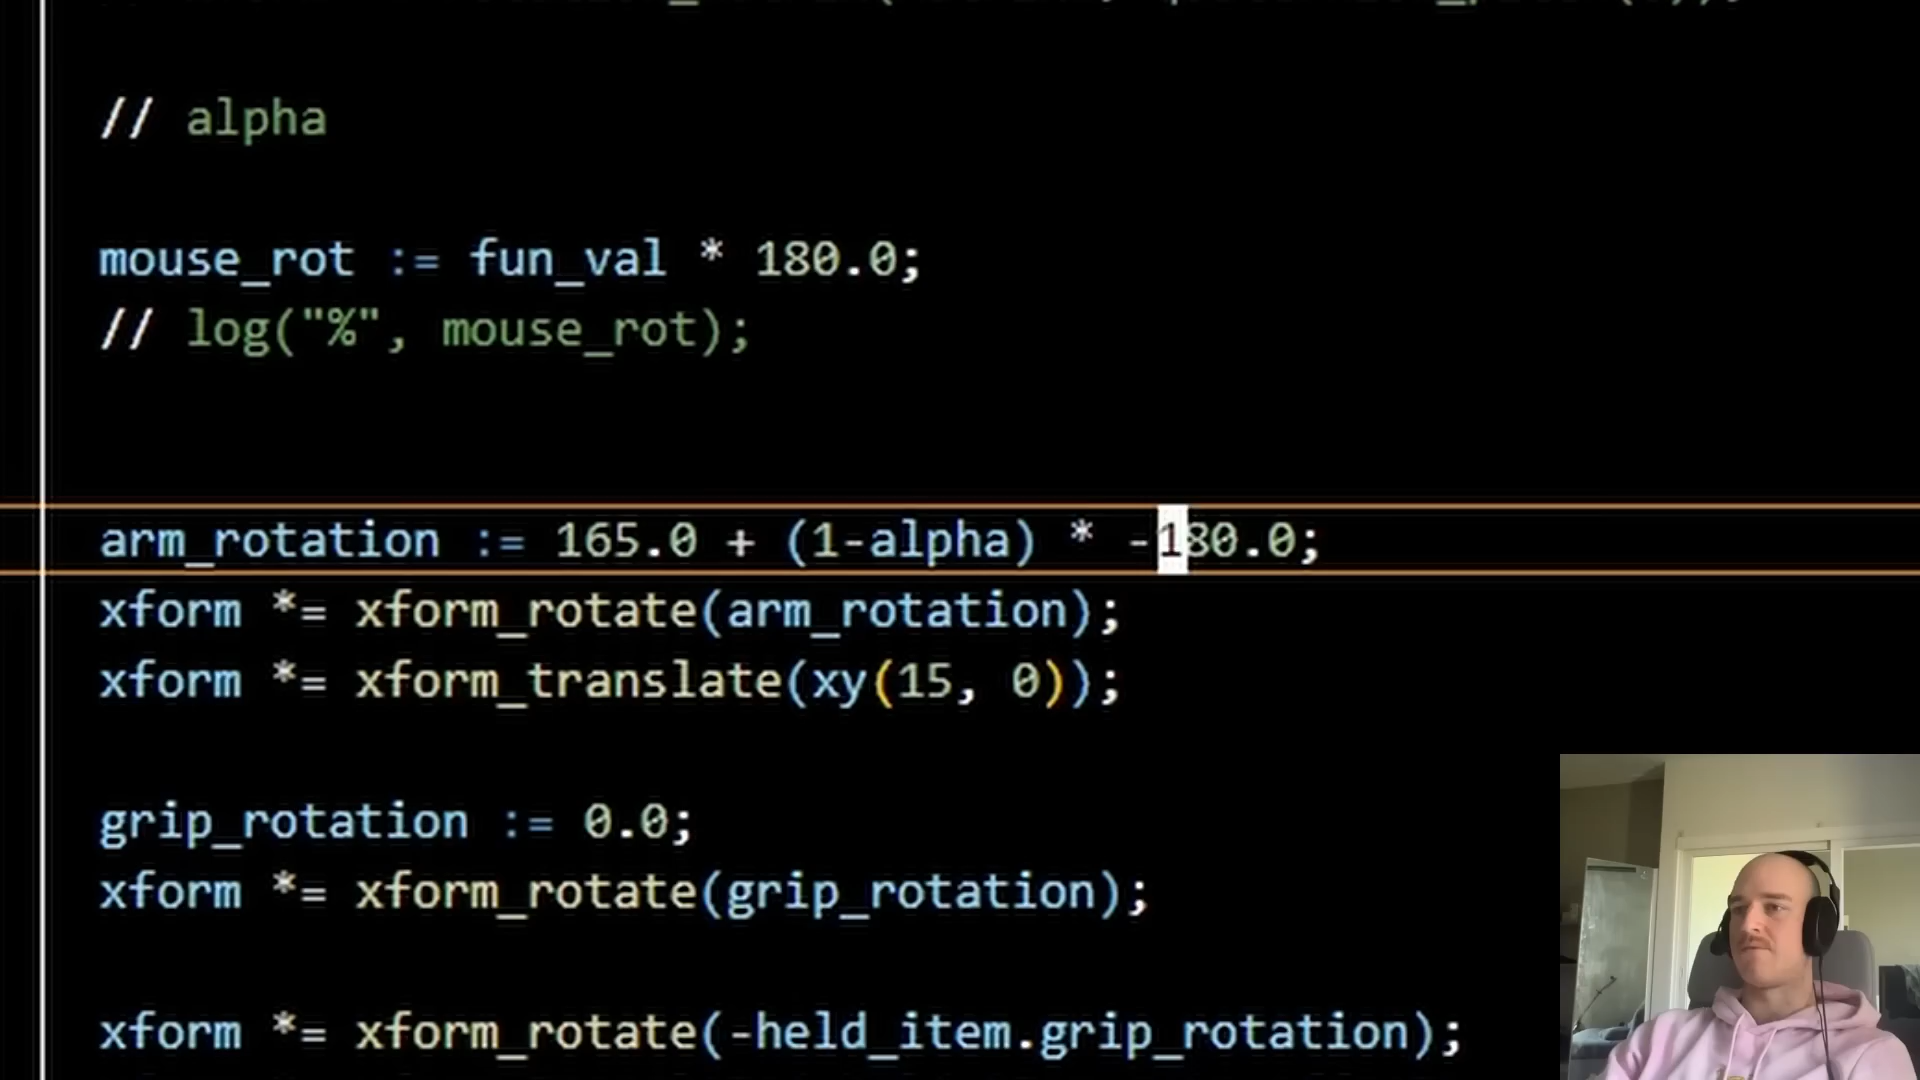 // alpha
mouse_rot := fun_val * 180.0;
// log("%", mouse_rot);
arm_rotation := 165.0 + (1-alpha) * -180.0;
xform *= xform_rotate(arm_rotation);
xform *= xform_translate(xy(15, 0));
grip_rotation := 0.0;
xform *= xform_rotate(grip_rotation);
xform *= xform_rotate(-held_item.grip_rotation);